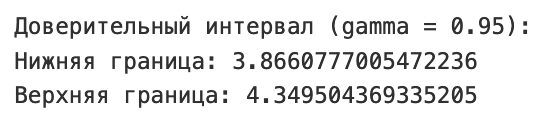 Доверительный интервал (gamma = 0.95):
Нижняя граница: 3.8660777005472236
Верхняя граница: 4.349504369335205